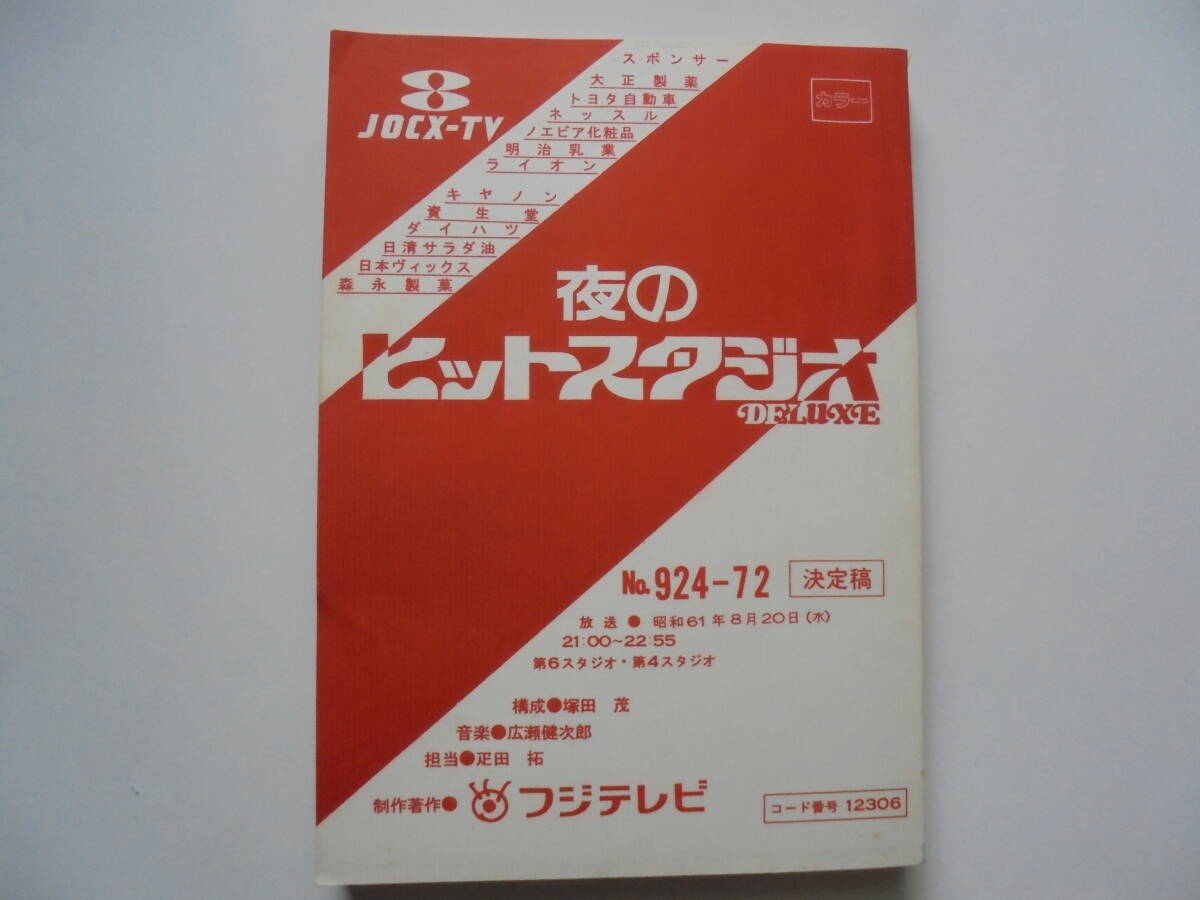 JOCX-TV
スポンサー
大正製薬
トヨタ自動車
ネッスル
ノエビア化粧品
明治乳業
ライオン
キヤノン
資生堂
ダイハツ
日清サラダ油
日本ヴィックス
森永製菓
カラー
夜の
ヒットスタジオ
DELUXE
No.924-72 決定稿
放送●昭和61年8月20日(水)
21:00~22:55
第6スタジオ・第4スタジオ
構成●塚田 茂
音楽●広瀬健次郎
担当●疋田 拓
制作著作● フジテレビ
コード番号 12306